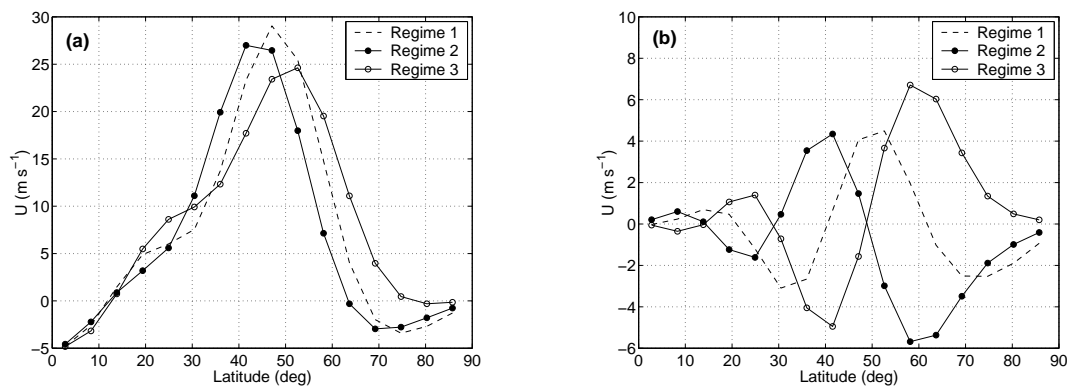 (a)
Regime 1
Regime 2
Regime 3
U (m s⁻¹)
30
25
20
15
10
5
0
−5
0 10 20 30 40 50 60 70 80 90
Latitude (deg)
(b)
Regime 1
Regime 2
Regime 3
U (m s⁻¹)
10
8
6
4
2
0
−2
−4
−6
0 10 20 30 40 50 60 70 80 90
Latitude (deg)